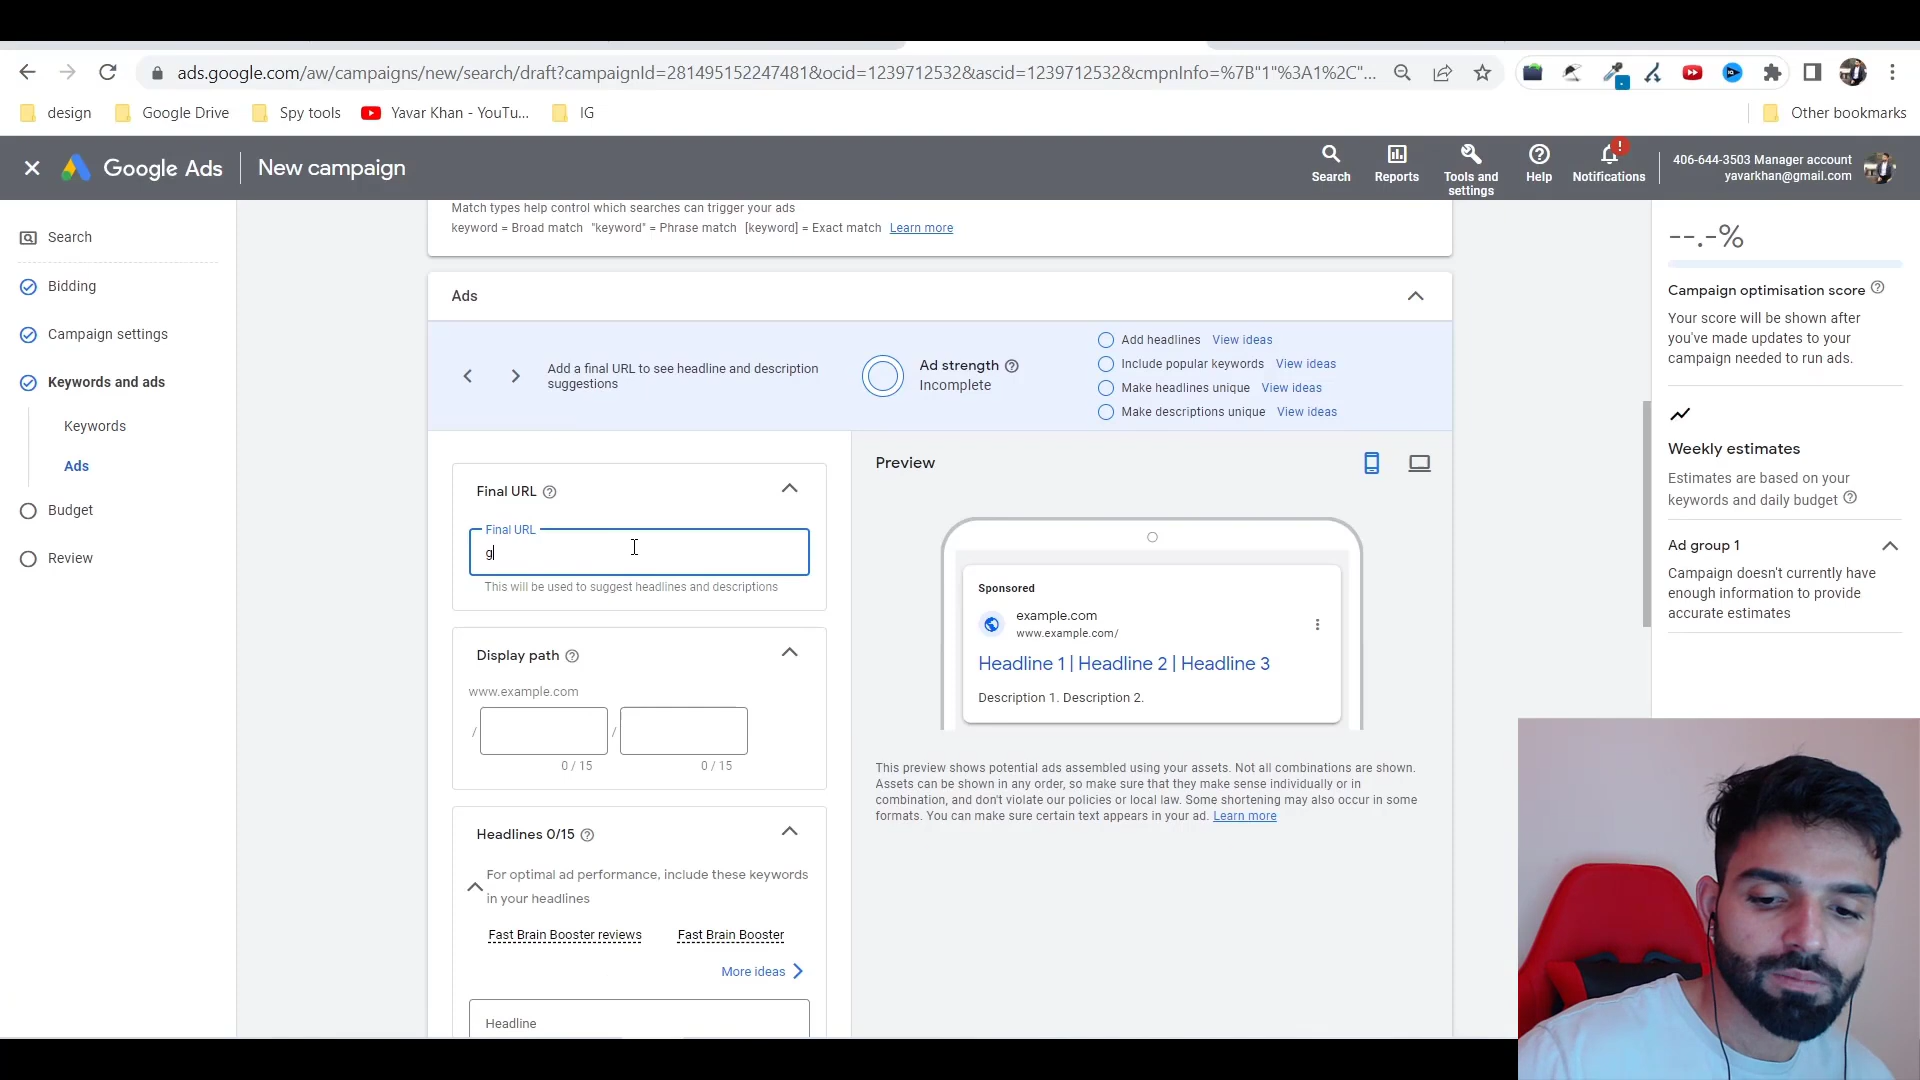 ads.google.com/aw/campaigns/new/search/draft?campaignId=281495152247481&ocid=1239712532&ascid=1239712532&cmpnInfo=%7B"1"%3A1%2C"...
design
Google Drive
Spy tools
Yavar Khan - YouTu...
IG
Other bookmarks
Google Ads
New campaign
Search
Reports
Tools and settings
Help
Notifications
406-644-3503 Manager account
yavarkhan@gmail.com
Search
Bidding
Campaign settings
Keywords and ads
Keywords
Ads
Budget
Review
Match types help control which searches can trigger your ads
keyword = Broad match "keyword" = Phrase match [keyword] = Exact match Learn more
Ads
Add a final URL to see headline and description
suggestions
Ad strength
Incomplete
Add headlines View ideas
Include popular keywords View ideas
Make headlines unique View ideas
Make descriptions unique View ideas
Final URL
Final URL
g
This will be used to suggest headlines and descriptions
Display path
www.example.com
/
/
0 / 15
0 / 15
Headlines 0/15
For optimal ad performance, include these keywords
in your headlines
Fast Brain Booster reviews
Fast Brain Booster
More ideas
Headline
Preview
Sponsored
example.com
www.example.com/
Headline 1 | Headline 2 | Headline 3
Description 1. Description 2.
This preview shows potential ads assembled using your assets. Not all combinations are shown.
Assets can be shown in any order, so make sure that they make sense individually or in
combination, and don't violate our policies or local law. Some shortening may also occur in some
formats. You can make sure certain text appears in your ad. Learn more
--.-%
Campaign optimisation score
Your score will be shown after
you've made updates to your
campaign needed to run ads.
Weekly estimates
Estimates are based on your
keywords and daily budget
Ad group 1
Campaign doesn't currently have
enough information to provide
accurate estimates